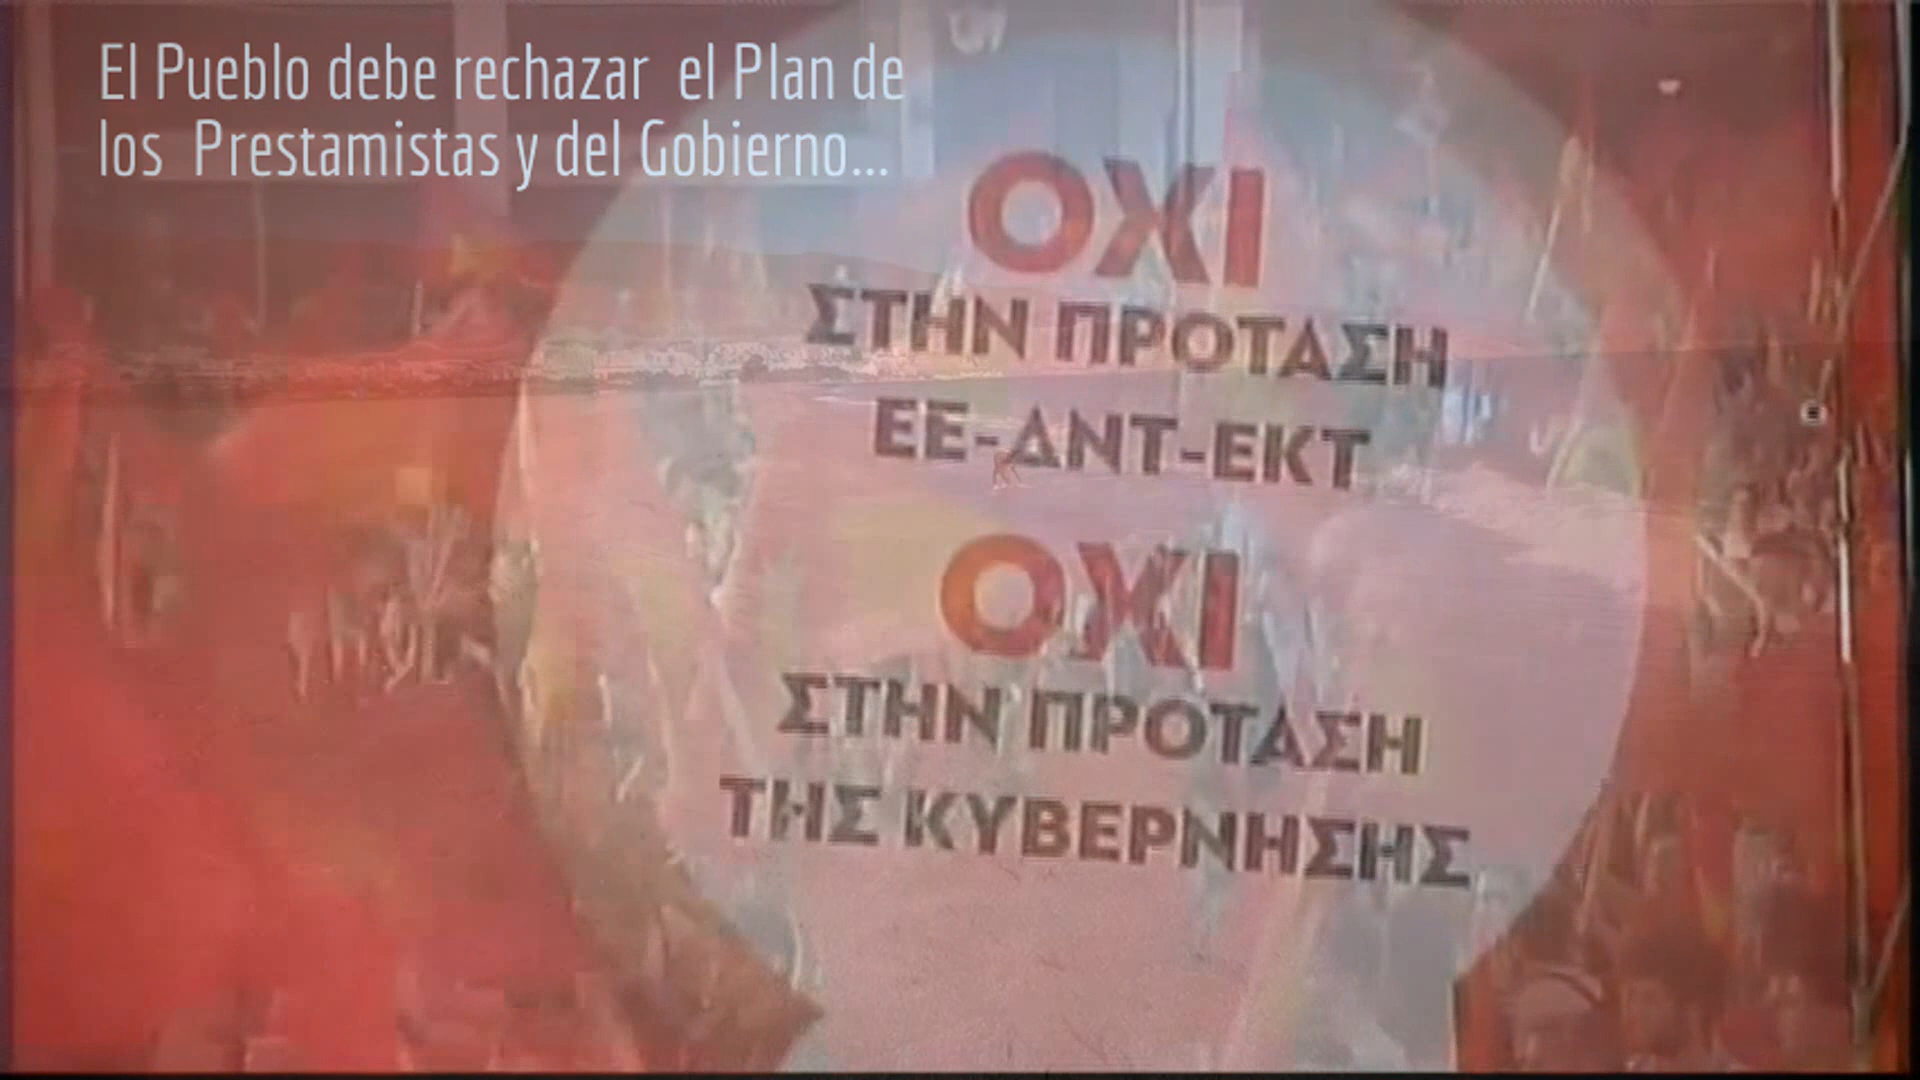 El Pueblo debe rechazar el Plan de
los Prestamistas y del Gobierno...
ΟΧΙ
ΣΤΗΝ ΠΡΟΤΑΣΗ
ΕΕ-ΔΝΤ-ΕΚΤ
ΟΧΙ
ΣΤΗΝ ΠΡΟΤΑΣΗ
ΤΗΣ ΚΥΒΕΡΝΗΣΗΣ